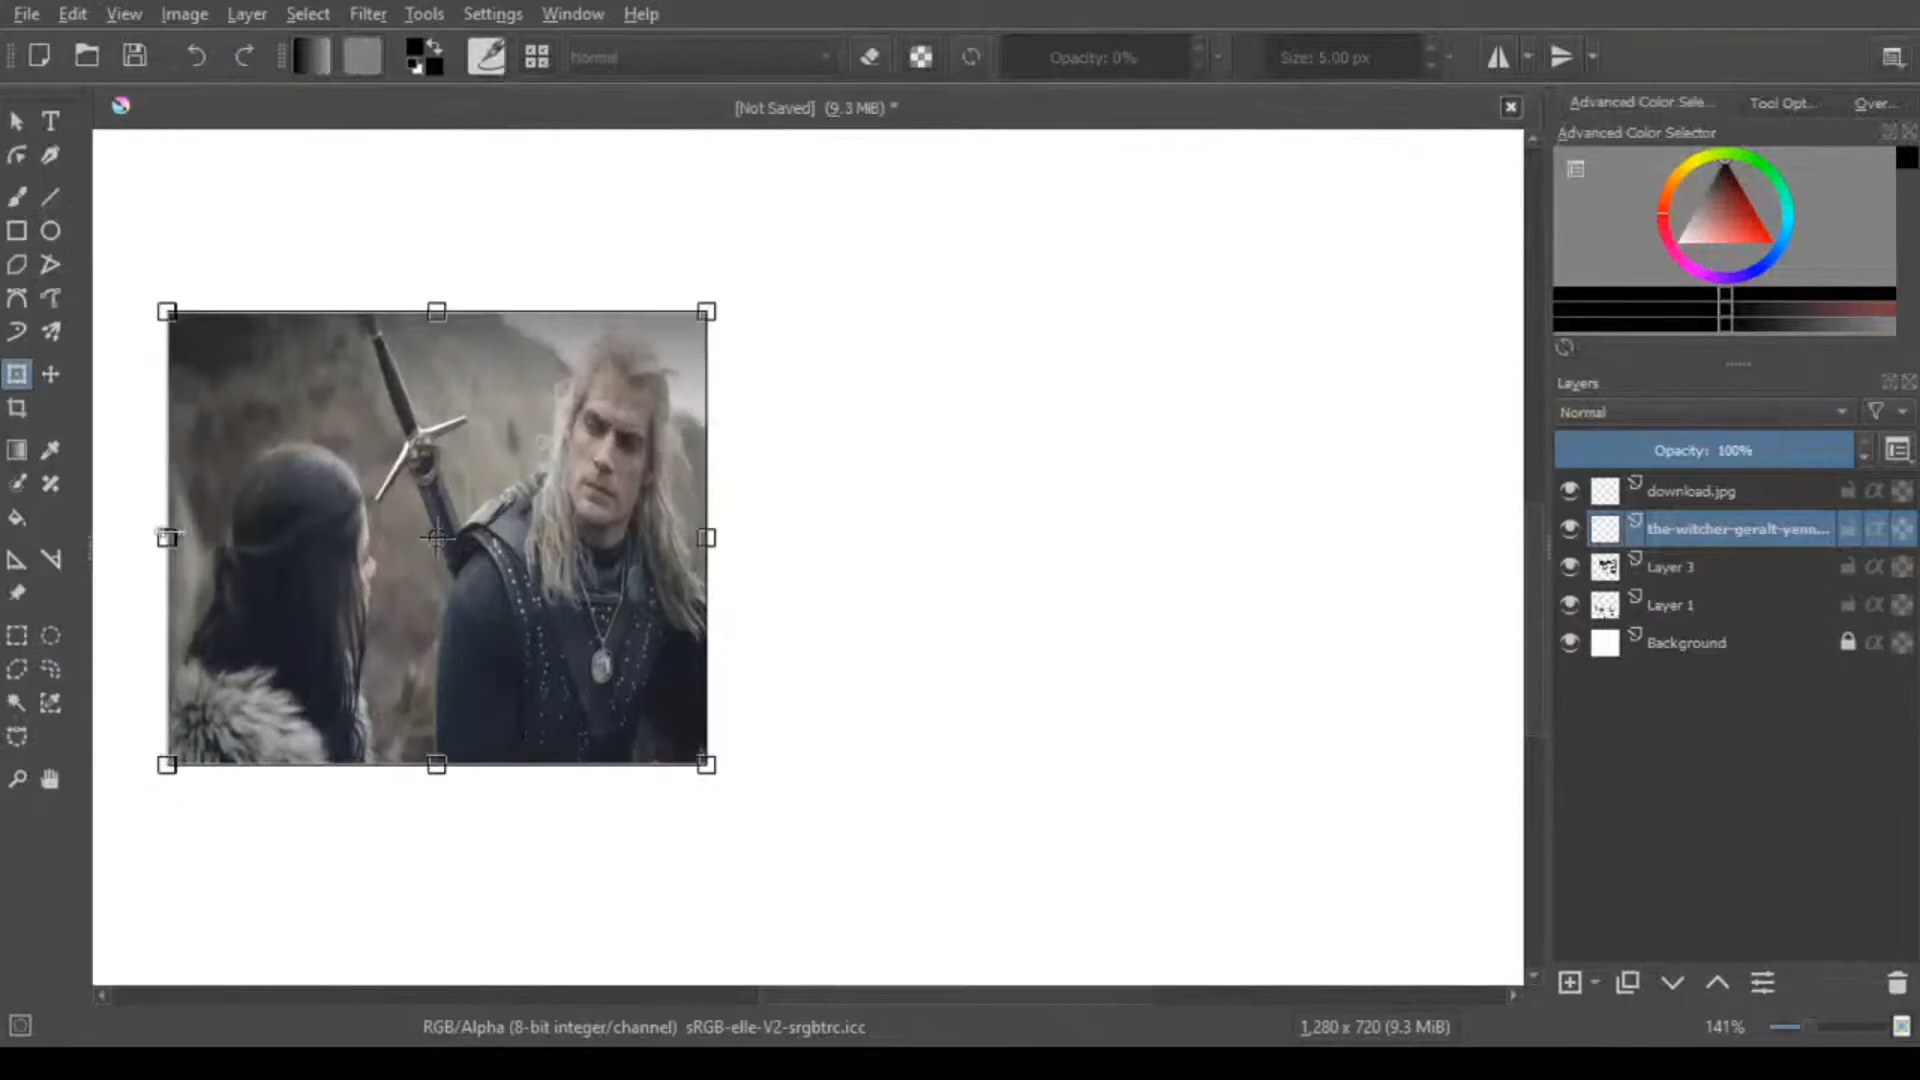 File Edit View Image Layer Select Filter Tools Settings Window Help
Normal Opacity: 0% Size: 5.00 px
[Not Saved] (9.3 MiB) *
Advanced Color Sele... Tool Opt... Over...
Advanced Color Selector
Layers
Normal
Opacity: 100%
download.jpg
the-witcher-geralt-yenn...
Layer 3
Layer 1
Background
RGB/Alpha (8-bit integer/channel) sRGB-elle-V2-srgbtrc.icc 1,280 x 720 (9.3 MiB) 141%